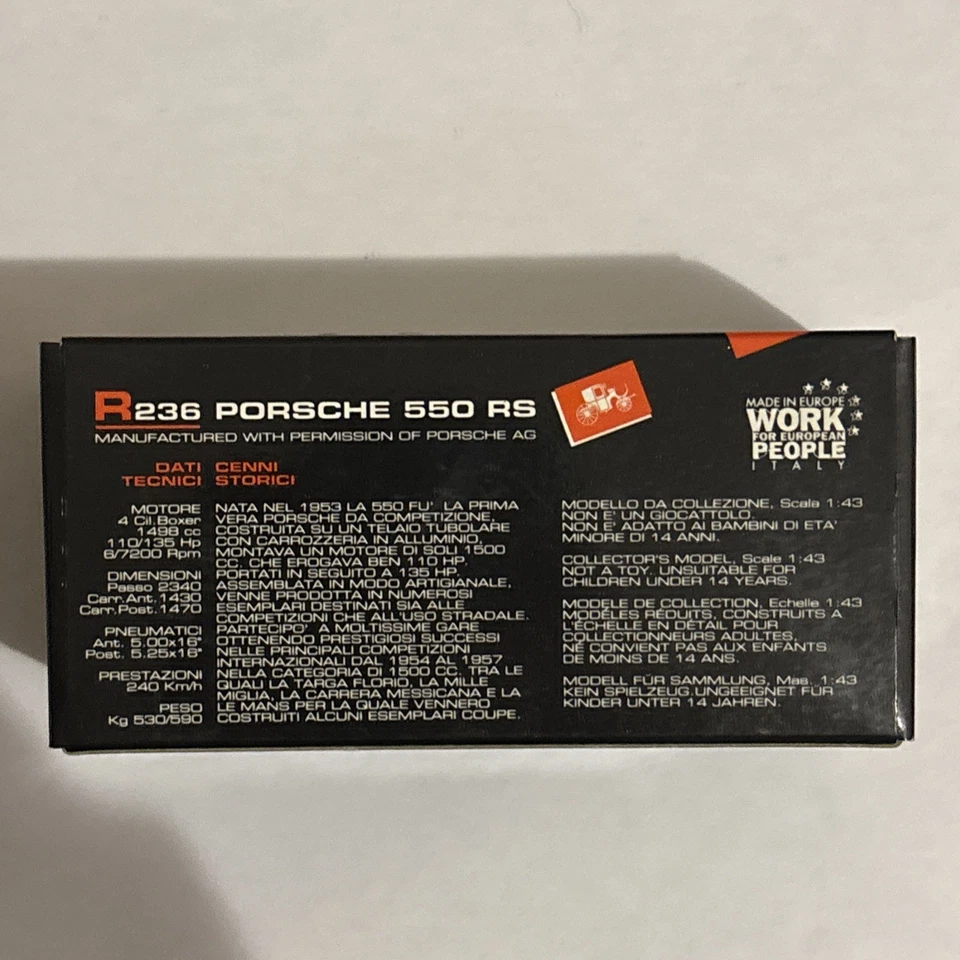 R236 PORSCHE 550 RS
MANUFACTURED WITH PERMISSION OF PORSCHE AG
MADE IN EUROPE
WORK
FOR EUROPEAN
PEOPLE
ITALY
DATI
TECNICI
MOTORE
4 Cil.Boxer
1498 cc
110/135 Hp
6/7200 Rpm
DIMENSIONI
Passo 2340
Carr.Ant. 1430
Carr.Post. 1470
PNEUMATICI
Ant. 5.00x16"
Post. 5.25x16"
PRESTAZIONI
240 Km/h
PESO
Kg 530/590
CENNI
STORICI
NATA NEL 1953 LA 550 FU' LA PRIMA
VERA PORSCHE DA COMPETIZIONE,
COSTRUITA SU UN TELAIO TUBOLARE
CON CARROZZERIA IN ALLUMINIO,
MONTAVA UN MOTORE DI SOLI 1500
CC. CHE EROGAVA BEN 110 HP.
PORTATI IN SEGUITO A 135 HP.
ASSEMBLATA IN MODO ARTIGIANALE,
VENNE PRODOTTA IN NUMEROSI
ESEMPLARI DESTINATI SIA ALLE
COMPETIZIONI CHE ALL'USO STRADALE.
PARTECIPO' A MOLTISSIME GARE
OTTENENDO PRESTIGIOSI SUCCESSI
NELLE PRINCIPALI COMPETIZIONI
INTERNAZIONALI DAL 1954 AL 1957
NELLA CATEGORIA DI 1500 CC. TRA LE
QUALI LA TARGA FLORIO, LA MILLE
MIGLIA, LA CARRERA MESSICANA E LA
LE MANS PER LA QUALE VENNERO
COSTRUITI ALCUNI ESEMPLARI COUPE.
MODELLO DA COLLEZIONE, Scala 1:43
NON E' UN GIOCATTOLO.
NON E' ADATTO AI BAMBINI DI ETA'
MINORE DI 14 ANNI.
COLLECTOR'S MODEL, Scale 1:43
NOT A TOY. UNSUITABLE FOR
CHILDREN UNDER 14 YEARS.
MODELE DE COLLECTION, Echelle 1:43
MODELES REDUITS, CONSTRUITS A
L'ECHELLE EN DÉTAIL POUR
COLLECTIONNEURS ADULTES,
NÉ CONVIENT PAS AUX ENFANTS
DE MOINS DE 14 ANS.
MODELL FÜR SAMMLUNG, Mas. 1:43
KEIN SPIELZEUG.UNGEEIGNET FÜR
KINDER UNTER 14 JAHREN.